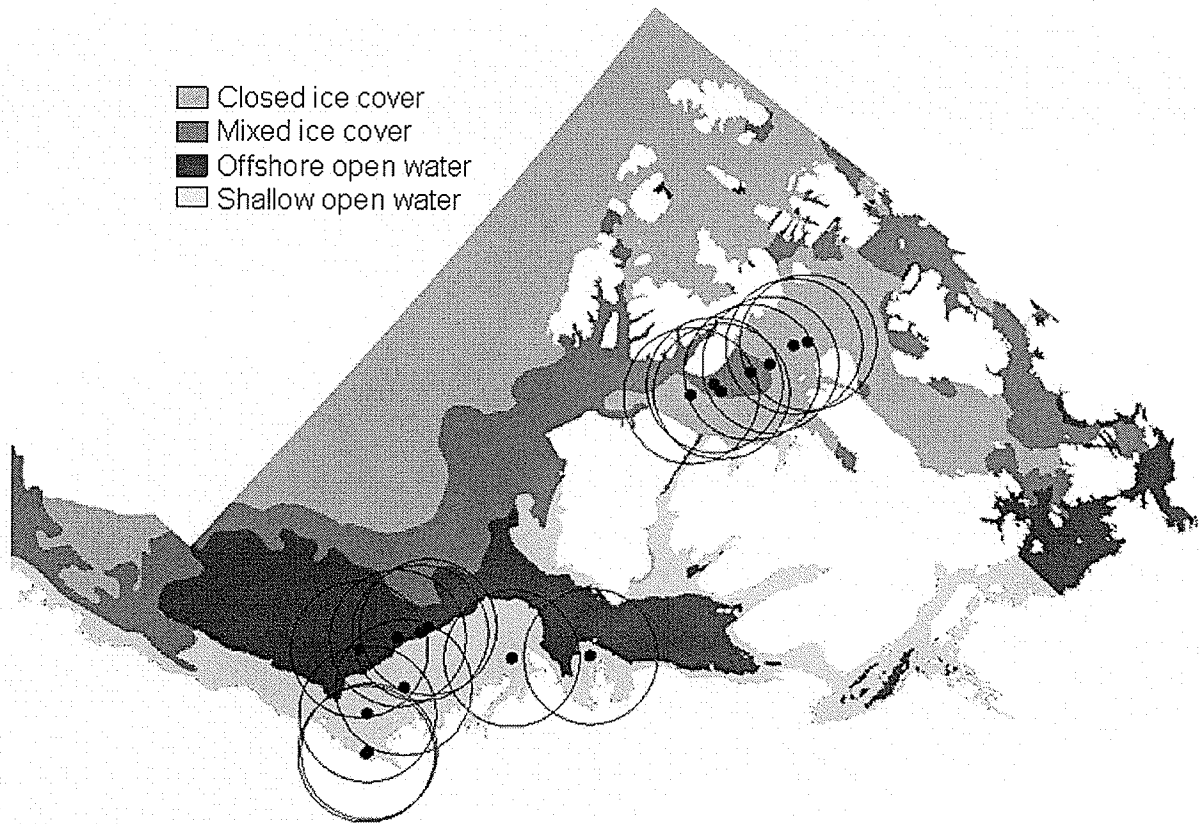 Closed ice cover
Mixed ice cover
Offshore open water
Shallow open water